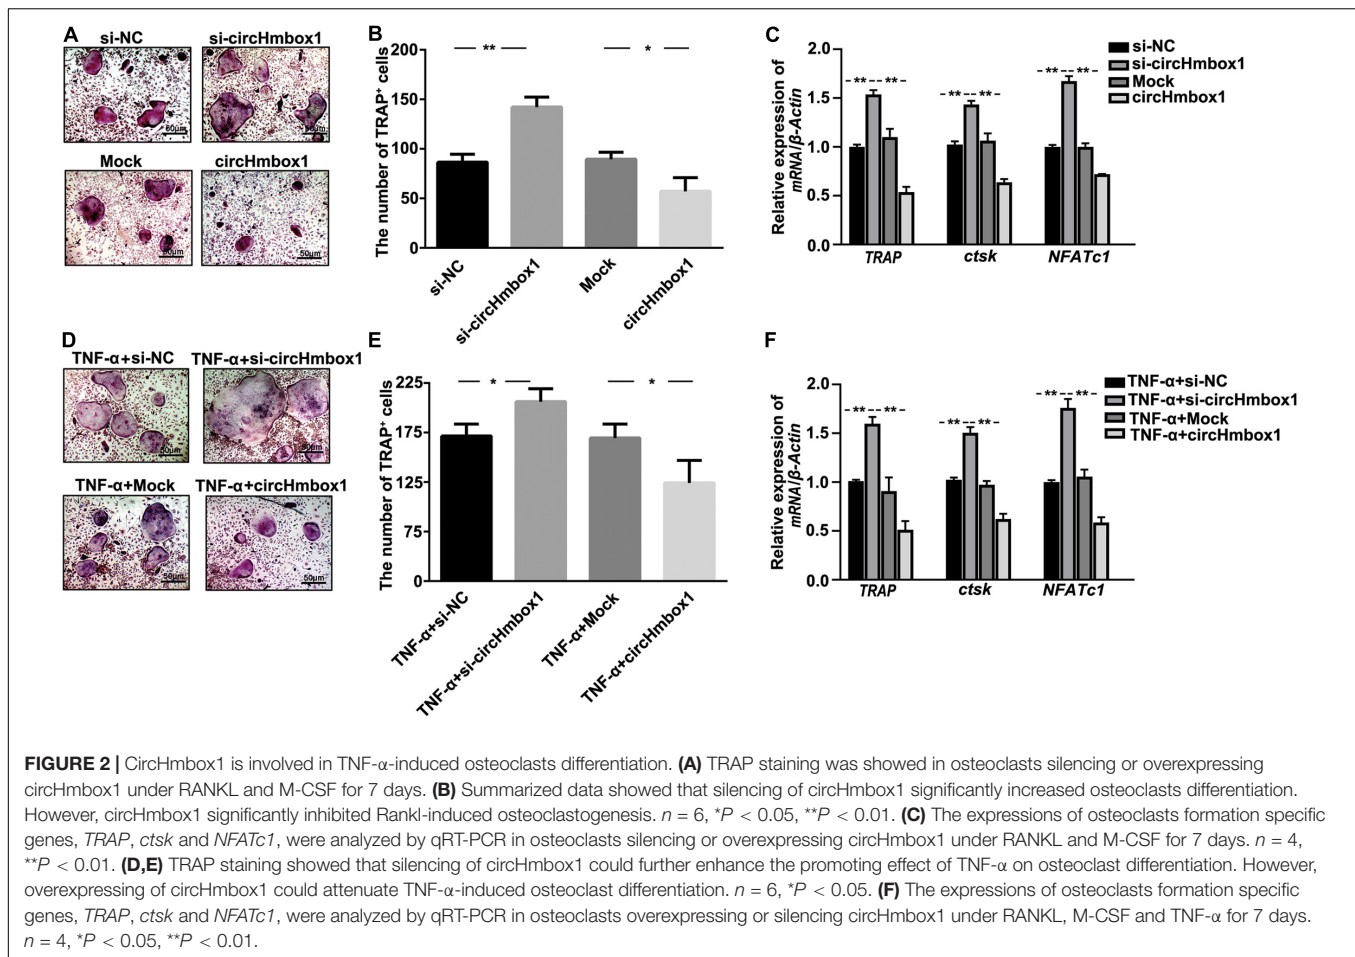 A
si-NC
si-circHmbox1
50μm
50μm
Mock
circHmbox1
50μm
50μm
B
The number of TRAP⁺ cells
200
150
100
50
0
**
*
si-NC
si-circHmbox1
Mock
circHmbox1
C
Relative expression of
mRNA/β-Actin
2.0
1.5
1.0
0.5
0.0
-**--**-
-**--**-
-**--**-
TRAP
ctsk
NFATc1
si-NC
si-circHmbox1
Mock
circHmbox1
D
TNF-α+si-NC
TNF-α+si-circHmbox1
50μm
50μm
TNF-α+Mock
TNF-α+circHmbox1
50μm
50μm
E
The number of TRAP⁺ cells
225
175
125
75
0
*
*
TNF-α+si-NC
TNF-α+si-circHmbox1
TNF-α+Mock
TNF-α+circHmbox1
F
Relative expression of
mRNA/β-Actin
2.0
1.5
1.0
0.5
0.0
-**--**-
-**--**-
-**--**-
TRAP
ctsk
NFATc1
TNF-α+si-NC
TNF-α+si-circHmbox1
TNF-α+Mock
TNF-α+circHmbox1
FIGURE 2 | CircHmbox1 is involved in TNF-α-induced osteoclasts differentiation. (A) TRAP staining was showed in osteoclasts silencing or overexpressing
circHmbox1 under RANKL and M-CSF for 7 days. (B) Summarized data showed that silencing of circHmbox1 significantly increased osteoclasts differentiation.
However, circHmbox1 significantly inhibited Rankl-induced osteoclastogenesis. n = 6, *P < 0.05, **P < 0.01. (C) The expressions of osteoclasts formation specific
genes, TRAP, ctsk and NFATc1, were analyzed by qRT-PCR in osteoclasts silencing or overexpressing circHmbox1 under RANKL and M-CSF for 7 days. n = 4,
**P < 0.01. (D,E) TRAP staining showed that silencing of circHmbox1 could further enhance the promoting effect of TNF-α on osteoclast differentiation. However,
overexpressing of circHmbox1 could attenuate TNF-α-induced osteoclast differentiation. n = 6, *P < 0.05. (F) The expressions of osteoclasts formation specific
genes, TRAP, ctsk and NFATc1, were analyzed by qRT-PCR in osteoclasts overexpressing or silencing circHmbox1 under RANKL, M-CSF and TNF-α for 7 days.
n = 4, *P < 0.05, **P < 0.01.